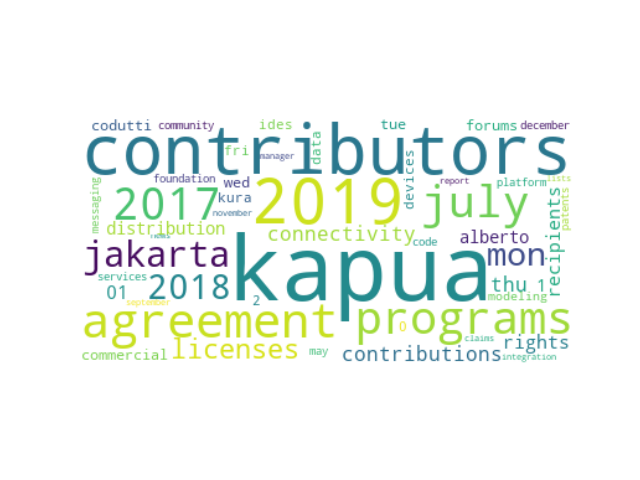 codutti community ides tue forums december
contributors
fri manager data
foundation wed devices report platform lists
messaging 2017 kura 2019 july recipients patents
november
distribution news connectivity code alberto
jakarta kapua mon
services 01 2018 2 thu 1 modeling
september
agreement programs
0 claims rights
commercial licenses may contributions integration